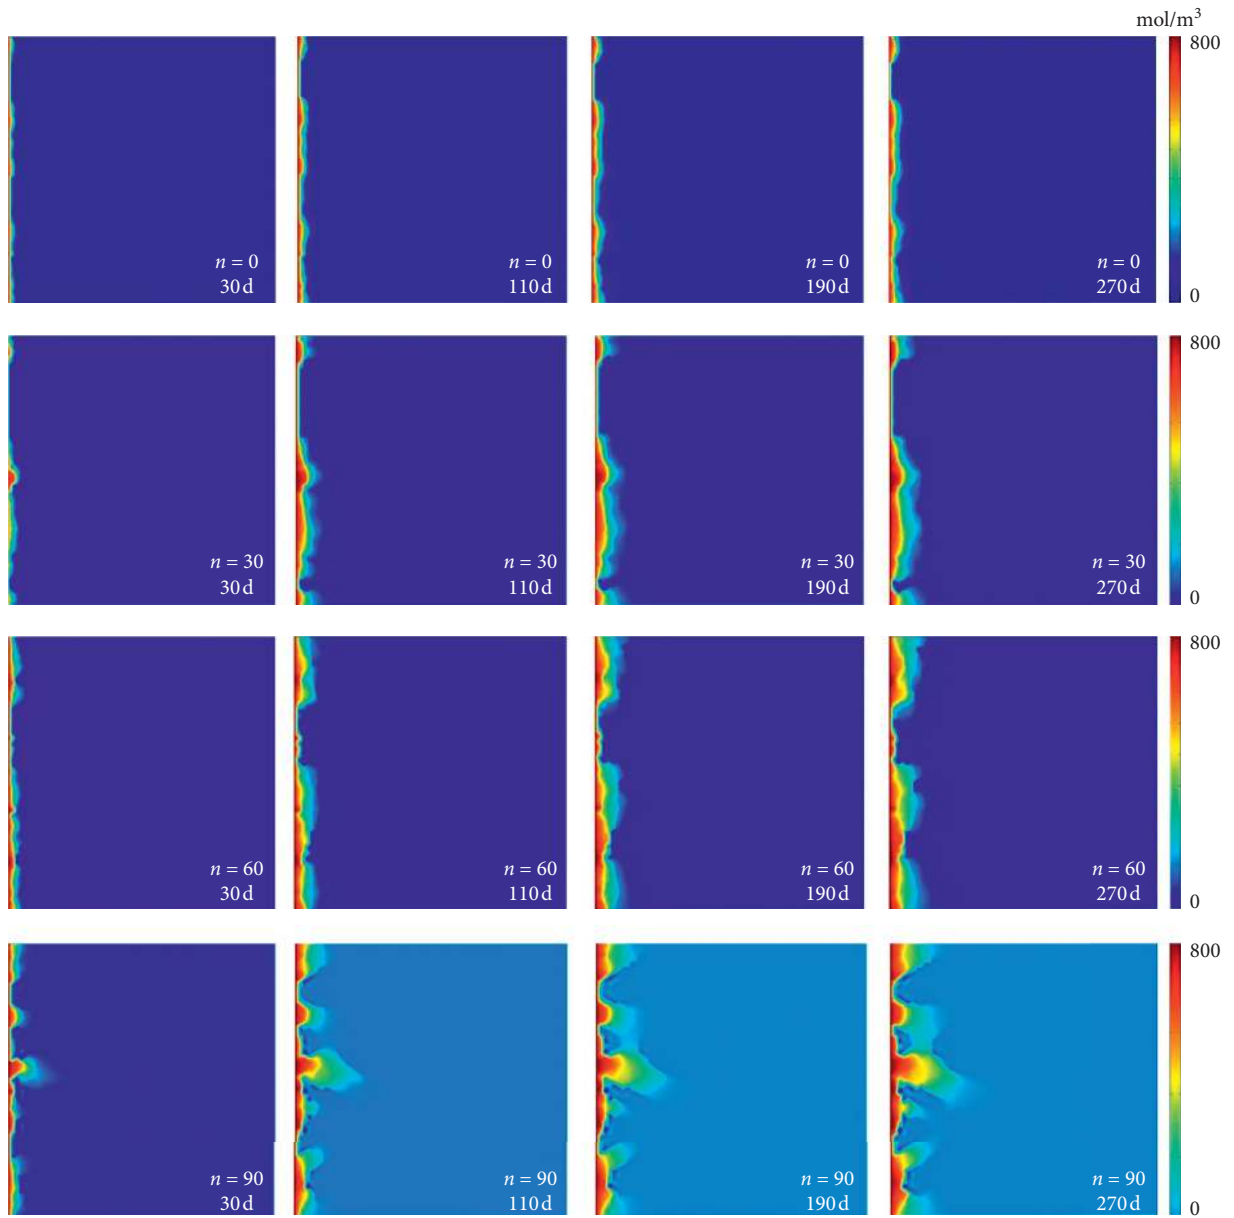 mol/m³
800
n = 0
30 d
n = 0
110 d
n = 0
190 d
n = 0
270 d
0
800
n = 30
30 d
n = 30
110 d
n = 30
190 d
n = 30
270 d
0
800
n = 60
30 d
n = 60
110 d
n = 60
190 d
n = 60
270 d
0
800
n = 90
30 d
n = 90
110 d
n = 90
190 d
n = 90
270 d
0